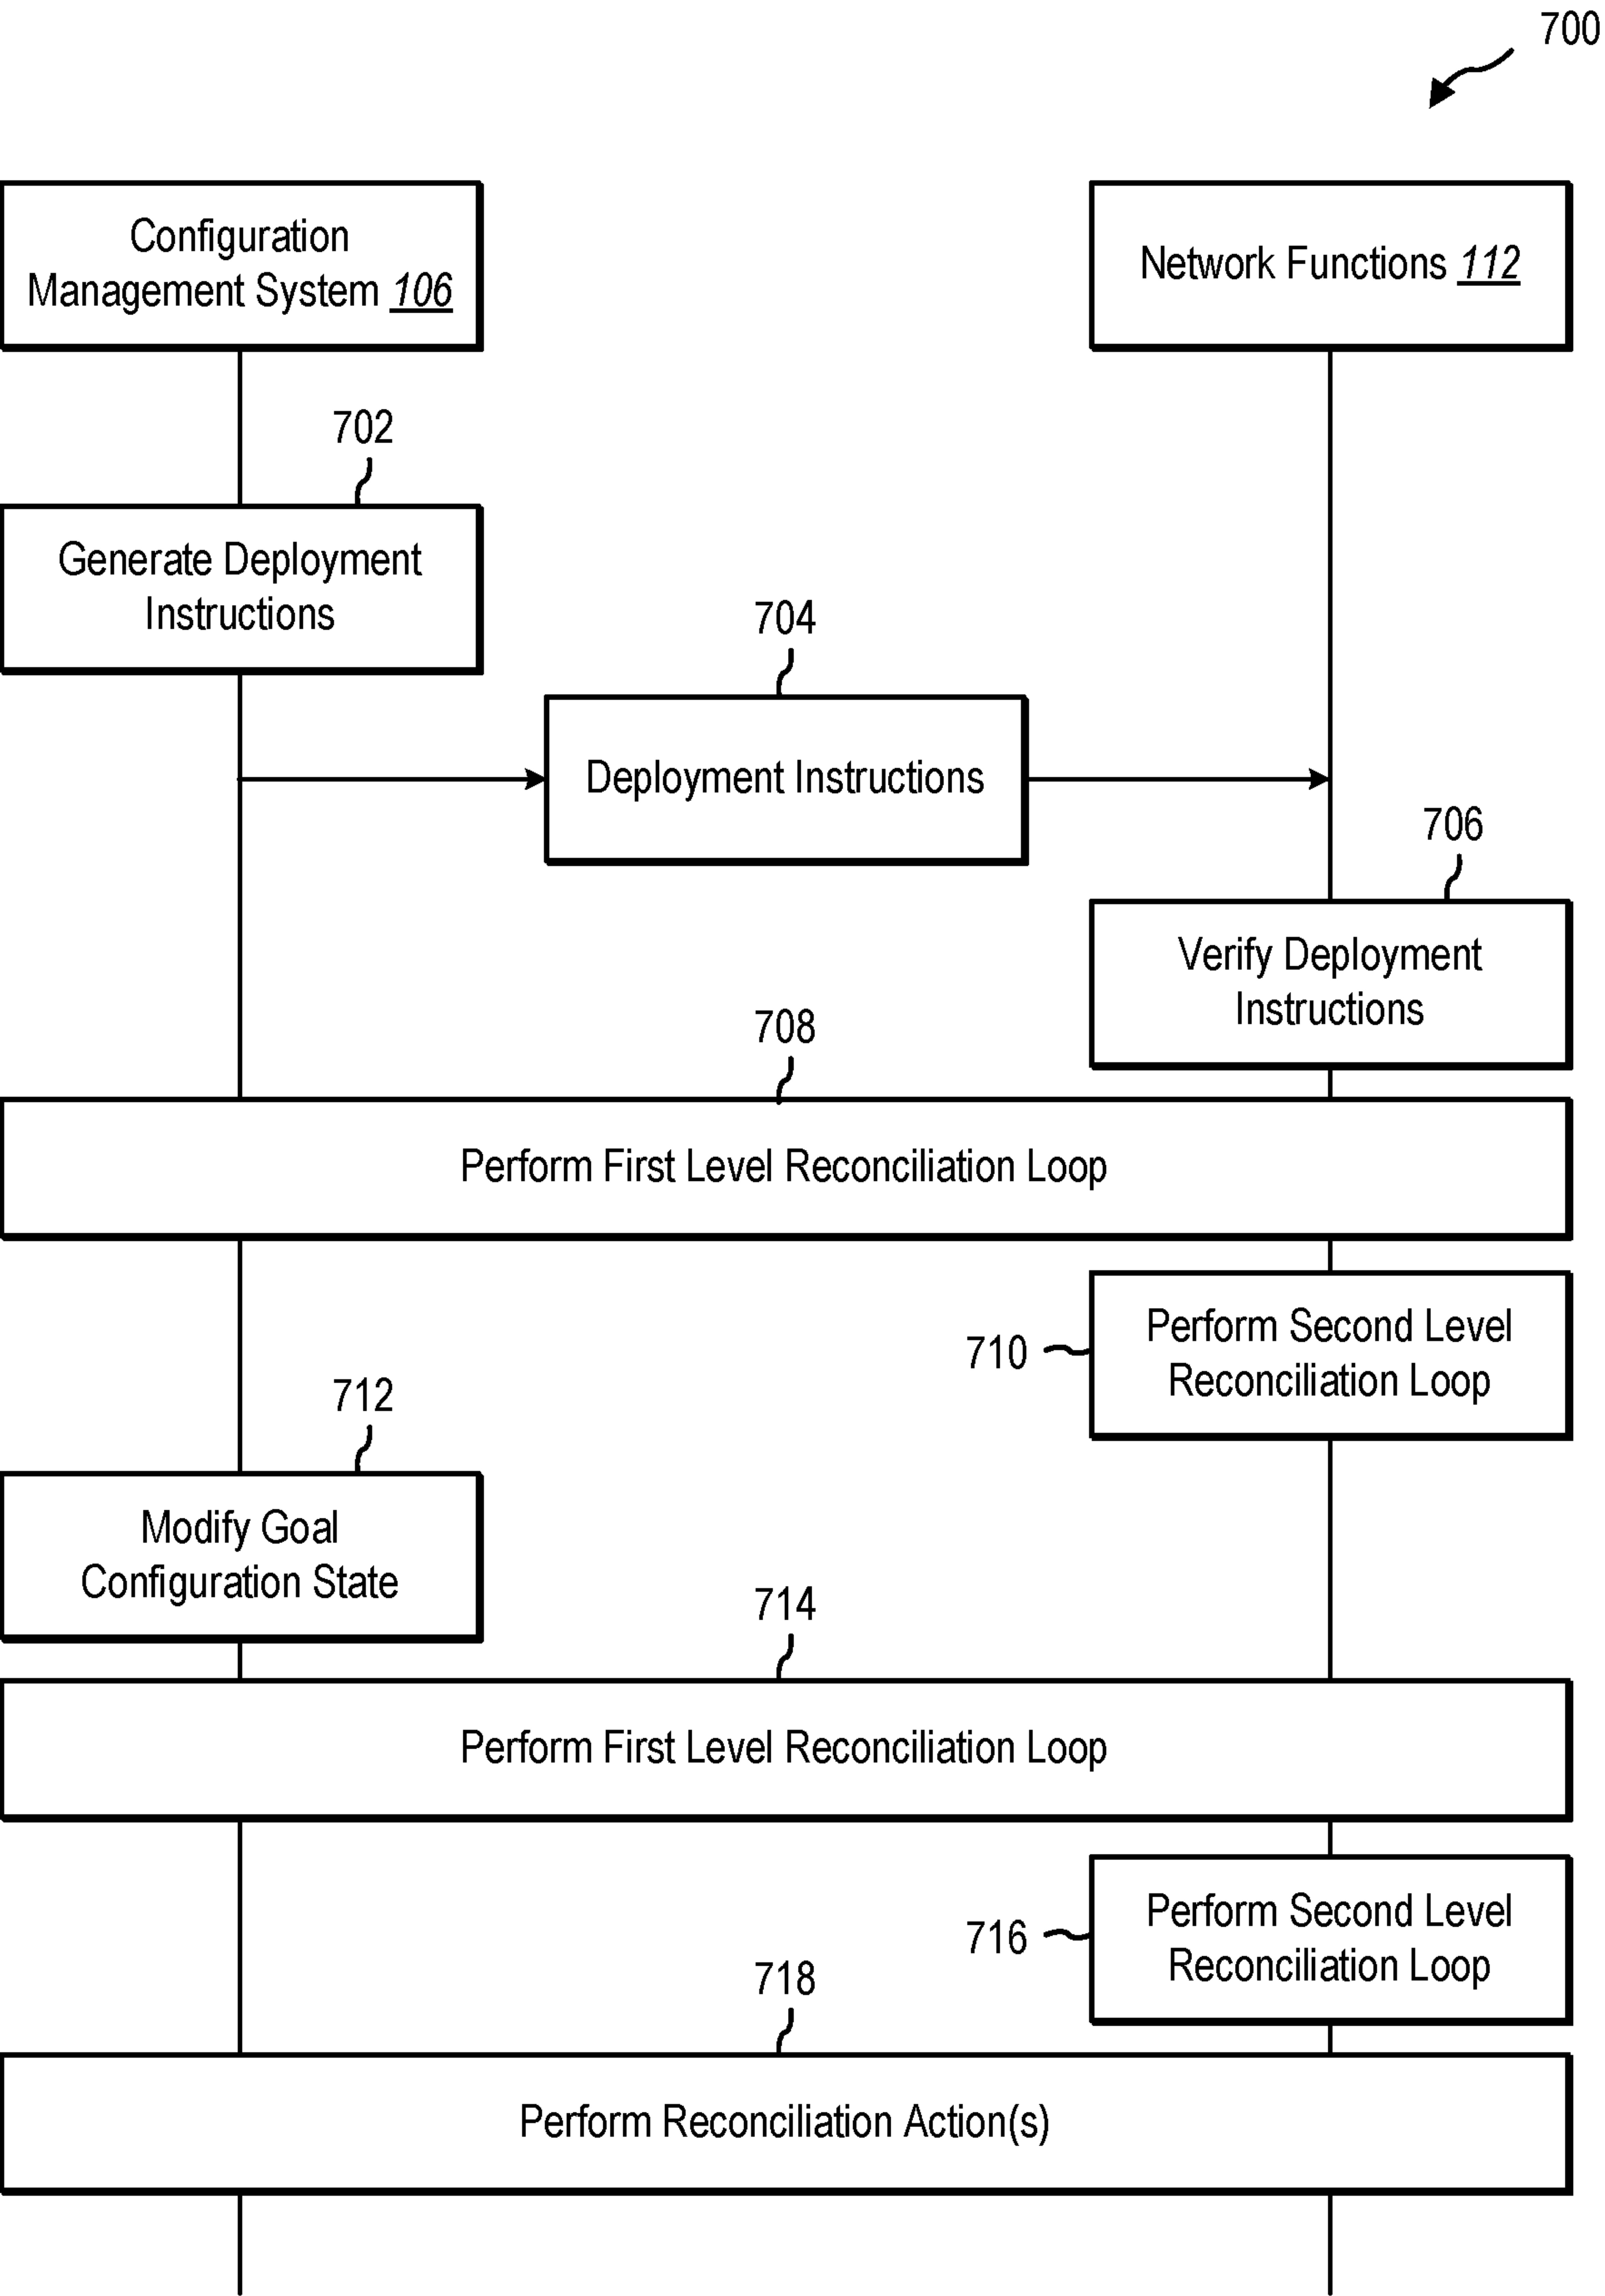 700
Configuration
Management System 106
Network Functions 112
702
Generate Deployment
Instructions
704
Deployment Instructions
706
Verify Deployment
Instructions
708
Perform First Level Reconciliation Loop
710
Perform Second Level
Reconciliation Loop
712
Modify Goal
Configuration State
714
Perform First Level Reconciliation Loop
716
Perform Second Level
Reconciliation Loop
718
Perform Reconciliation Action(s)